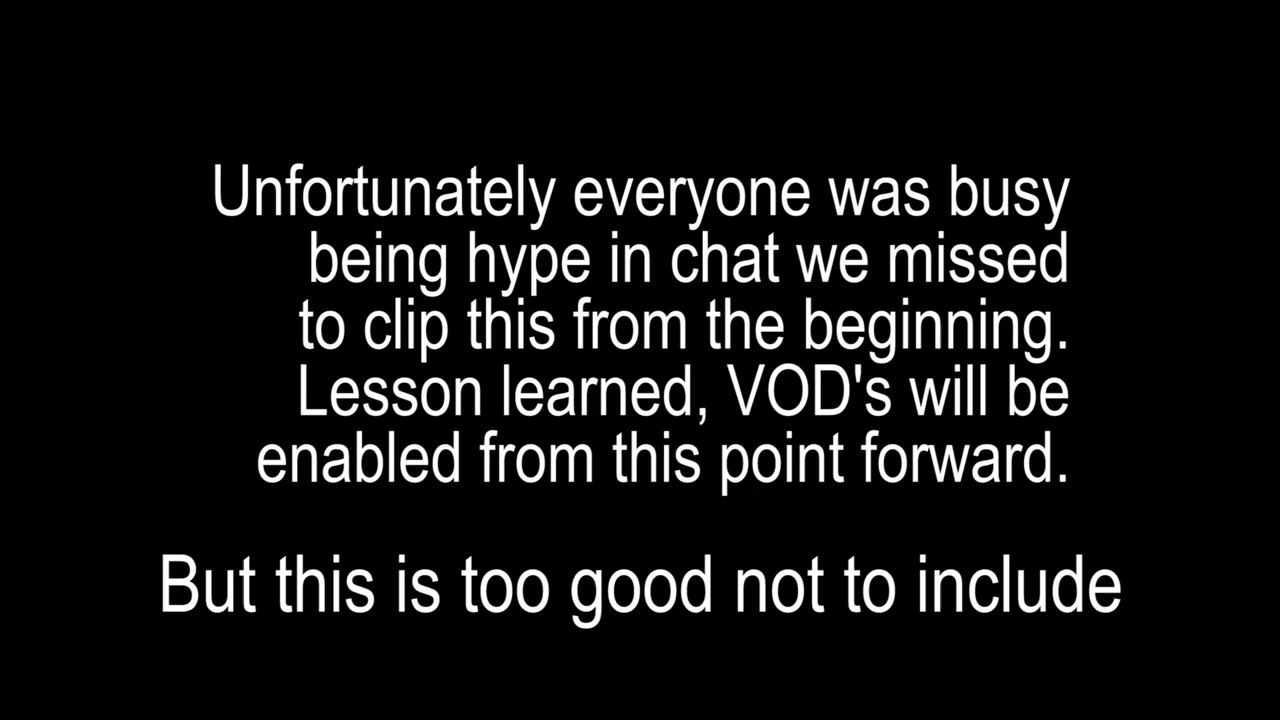 Unfortunately everyone was busy
being hype in chat we missed
to clip this from the beginning.
Lesson learned, VOD's will be
enabled from this point forward.
But this is too good not to include